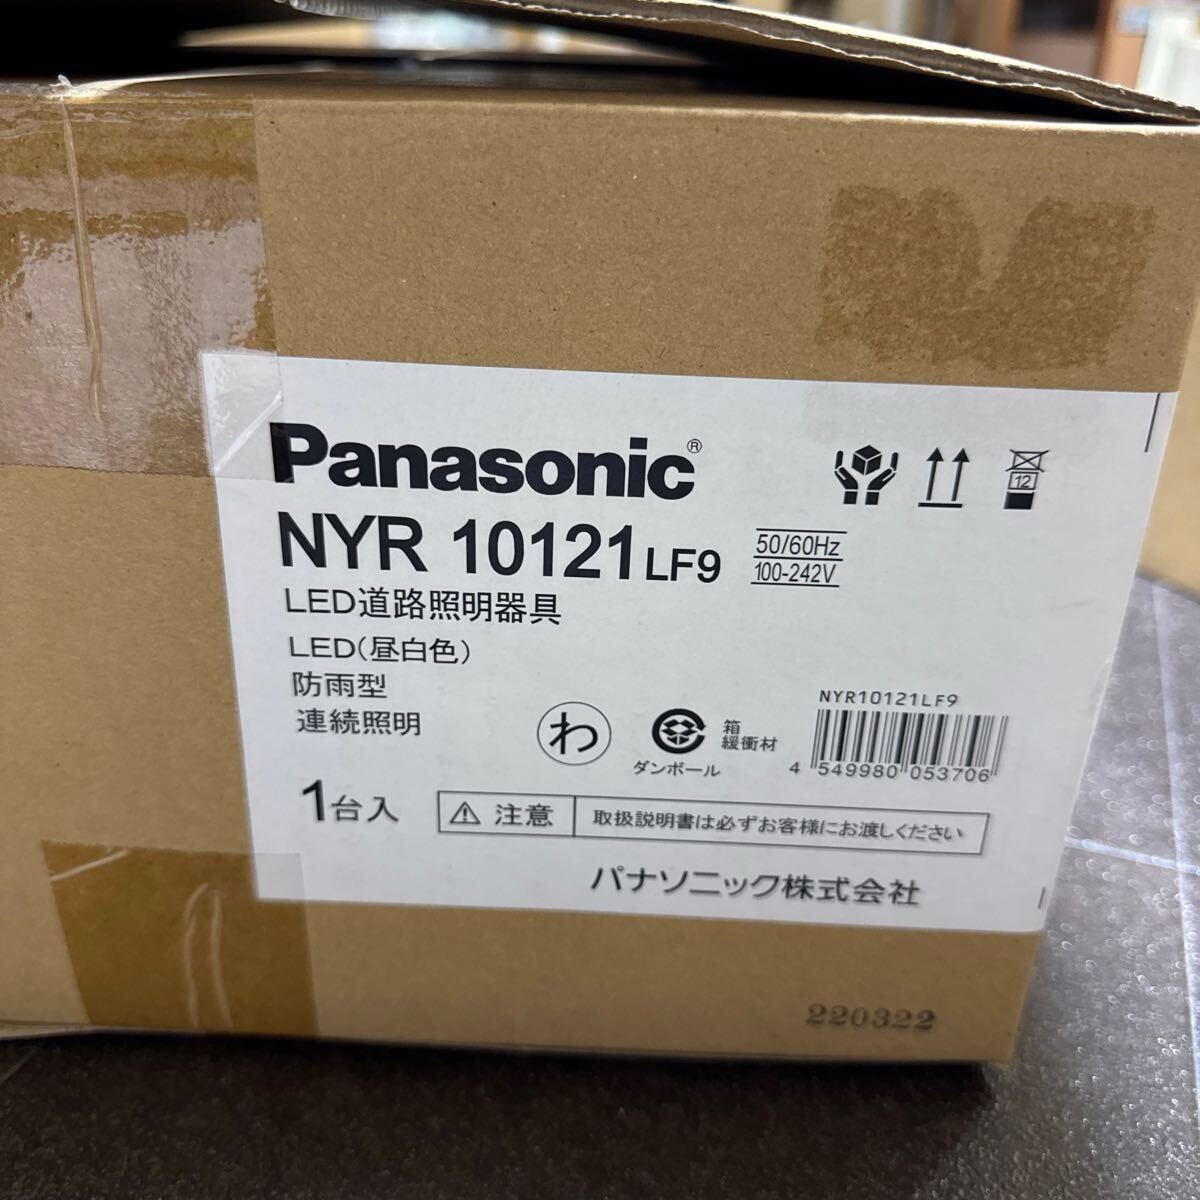 Panasonic®
NYR 10121LF9
50/60Hz
100-242V
12
LED道路照明器具
LED(昼白色)
防雨型
連続照明
わ
箱
緩衝材
ダンボール
NYR10121LF9
4 549980 053706
1台入
⚠ 注意 取扱説明書は必ずお客様にお渡しください
パナソニック株式会社
220322